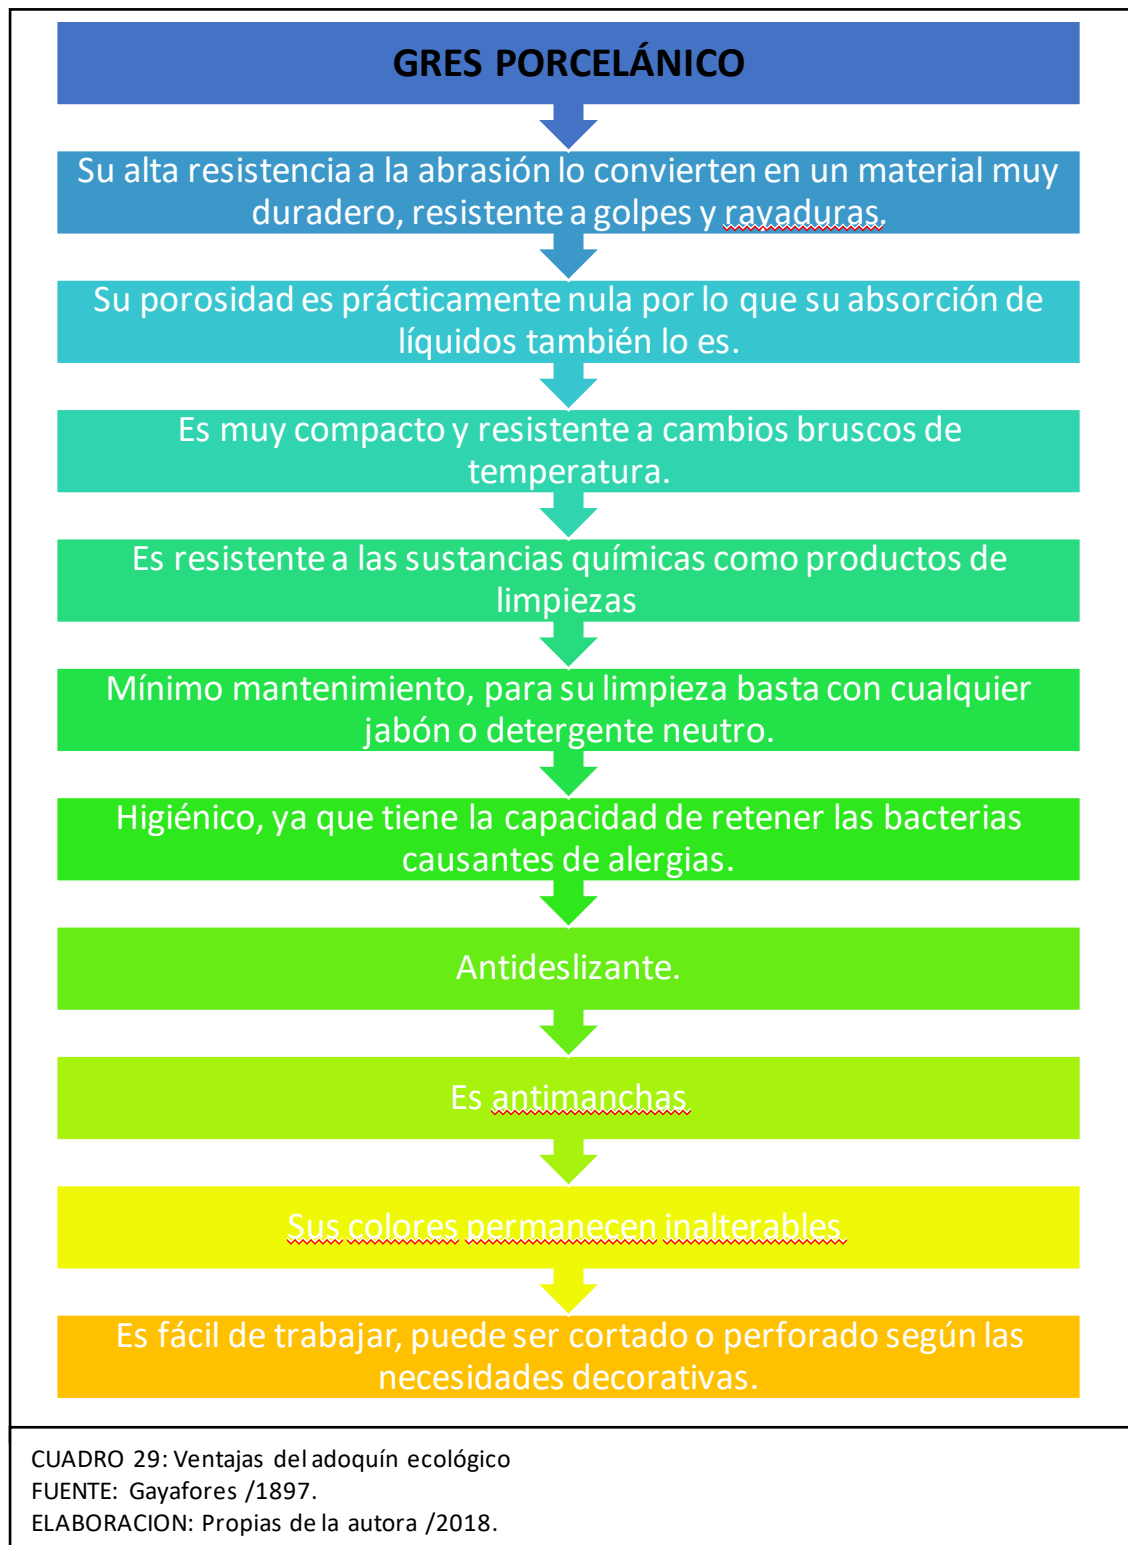 GRES PORCELÁNICO
Su alta resistencia a la abrasión lo convierten en un material muy
duradero, resistente a golpes y rayaduras.
Su porosidad es prácticamente nula por lo que su absorción de
líquidos también lo es.
Es muy compacto y resistente a cambios bruscos de
temperatura.
Es resistente a las sustancias químicas como productos de
limpiezas
Mínimo mantenimiento, para su limpieza basta con cualquier
jabón o detergente neutro.
Higiénico, ya que tiene la capacidad de retener las bacterias
causantes de alergias.
Antideslizante.
Es antimanchas
Sus colores permanecen inalterables
Es fácil de trabajar, puede ser cortado o perforado según las
necesidades decorativas.
CUADRO 29: Ventajas del adoquín ecológico
FUENTE: Gayafores /1897.
ELABORACION: Propias de la autora /2018.